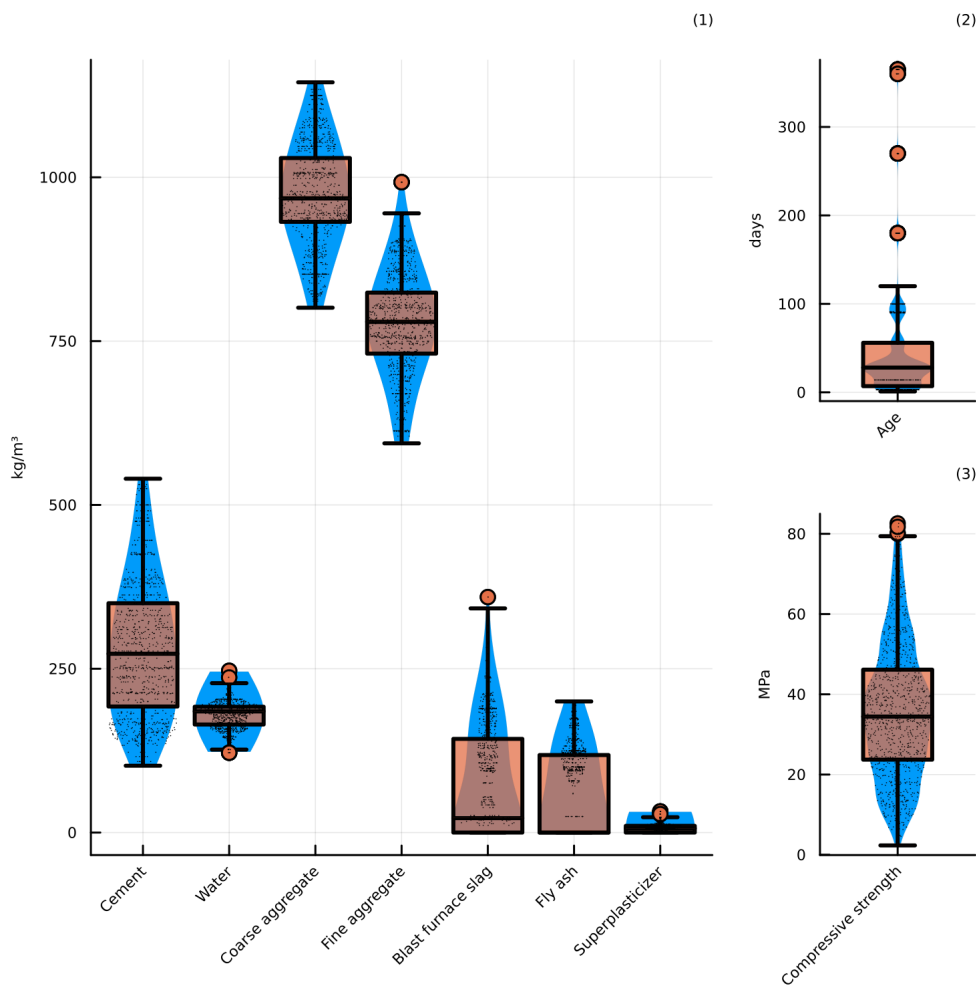 (1)
kg/m³
1000
750
500
250
0
Cement
Water
Coarse aggregate
Fine aggregate
Blast furnace slag
Fly ash
Superplasticizer
(2)
days
300
200
100
0
Age
(3)
MPa
80
60
40
20
0
Compressive strength